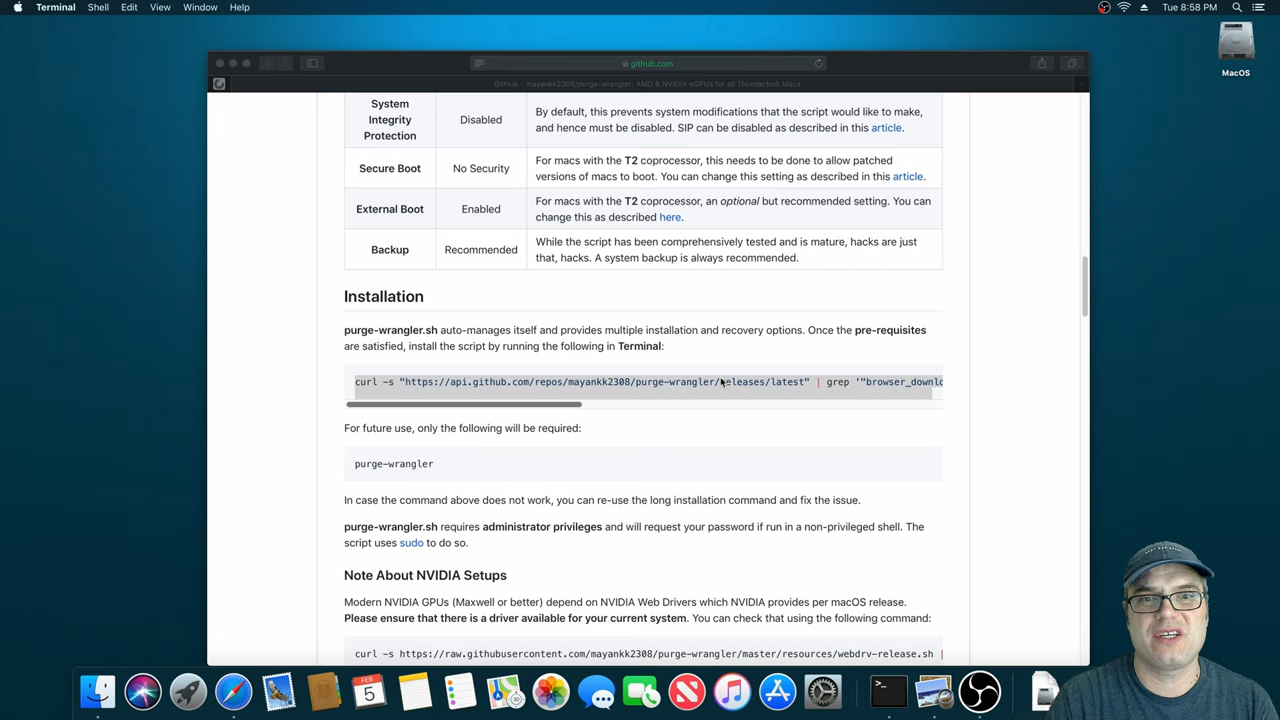 Terminal Shell Edit View Window Help
Tue 8:58 PM
MacOS
github.com
GitHub - mayankk2308/purge-wrangler: AMD & NVIDIA eGPUs for all Thunderbolt Macs
System
Integrity
Protection
Disabled
By default, this prevents system modifications that the script would like to make,
and hence must be disabled. SIP can be disabled as described in this article.
Secure Boot
No Security
For macs with the T2 coprocessor, this needs to be done to allow patched
versions of macs to boot. You can change this setting as described in this article.
External Boot
Enabled
For macs with the T2 coprocessor, an optional but recommended setting. You can
change this as described here.
Backup
Recommended
While the script has been comprehensively tested and is mature, hacks are just
that, hacks. A system backup is always recommended.
Installation
purge-wrangler.sh auto-manages itself and provides multiple installation and recovery options. Once the pre-requisites
are satisfied, install the script by running the following in Terminal:
curl -s "https://api.github.com/repos/mayankk2308/purge-wrangler/releases/latest" | grep '"browser_downlo
For future use, only the following will be required:
purge-wrangler
In case the command above does not work, you can re-use the long installation command and fix the issue.
purge-wrangler.sh requires administrator privileges and will request your password if run in a non-privileged shell. The
script uses sudo to do so.
Note About NVIDIA Setups
Modern NVIDIA GPUs (Maxwell or better) depend on NVIDIA Web Drivers which NVIDIA provides per macOS release.
Please ensure that there is a driver available for your current system. You can check that using the following command:
curl -s https://raw.githubusercontent.com/mayankk2308/purge-wrangler/master/resources/webdrv-release.sh |
FEB
5